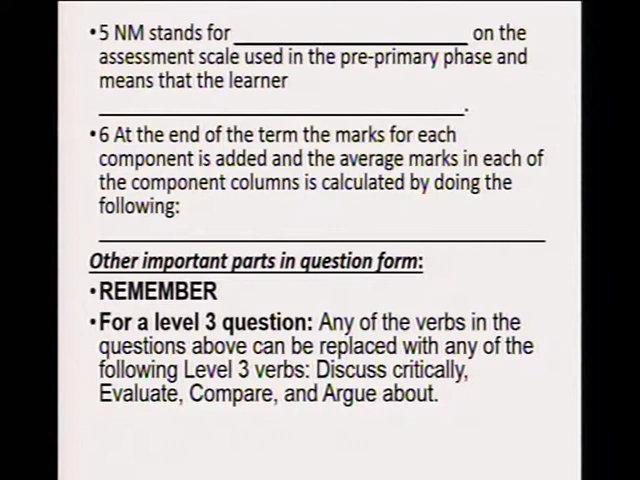 •5 NM stands for ______________________ on the
assessment scale used in the pre-primary phase and
means that the learner
___________________________________.
•6 At the end of the term the marks for each
component is added and the average marks in each of
the component columns is calculated by doing the
following:
___________________________________________
Other important parts in question form:
•REMEMBER
•For a level 3 question: Any of the verbs in the
questions above can be replaced with any of the
following Level 3 verbs: Discuss critically,
Evaluate, Compare, and Argue about.